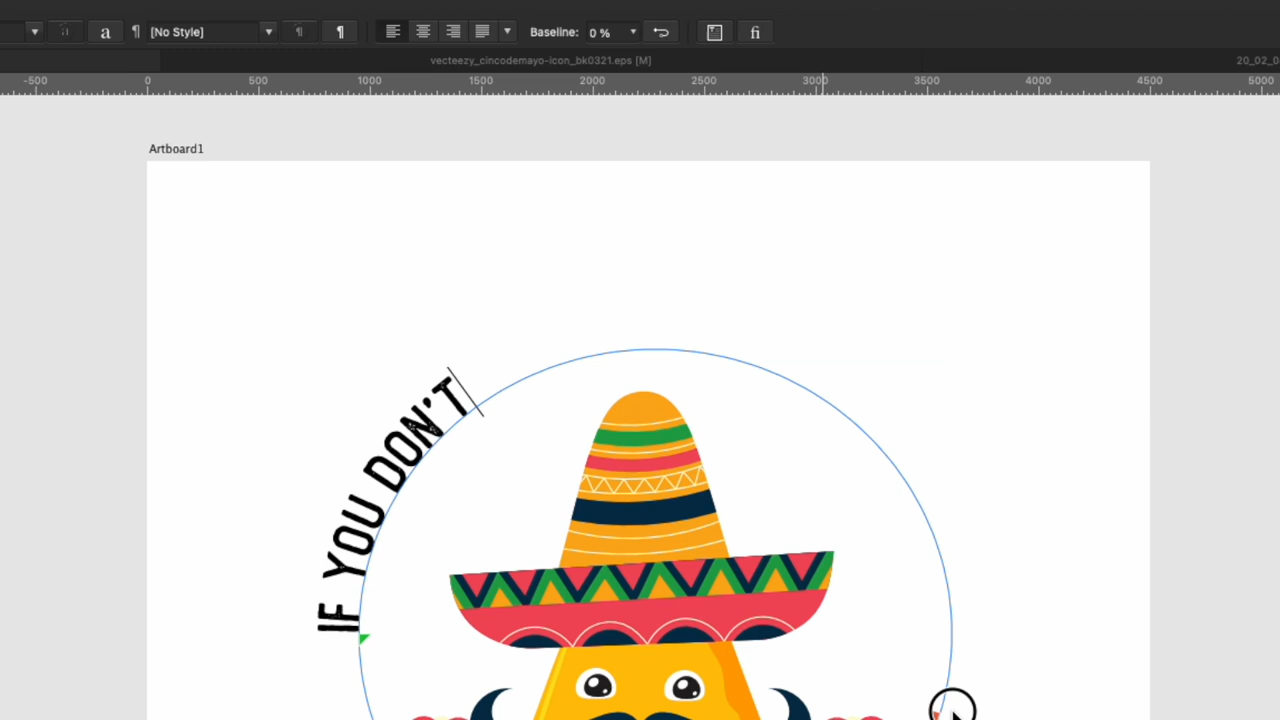 a ¶ [No Style] ¶ ¶ Baseline: 0 % fi
vecteezy_cincodemayo-icon_bk0321.eps [M] 20_02_0
-500 0 500 1000 1500 2000 2500 3000 3500 4000 4500 5000
Artboard1
IF YOU DON'T